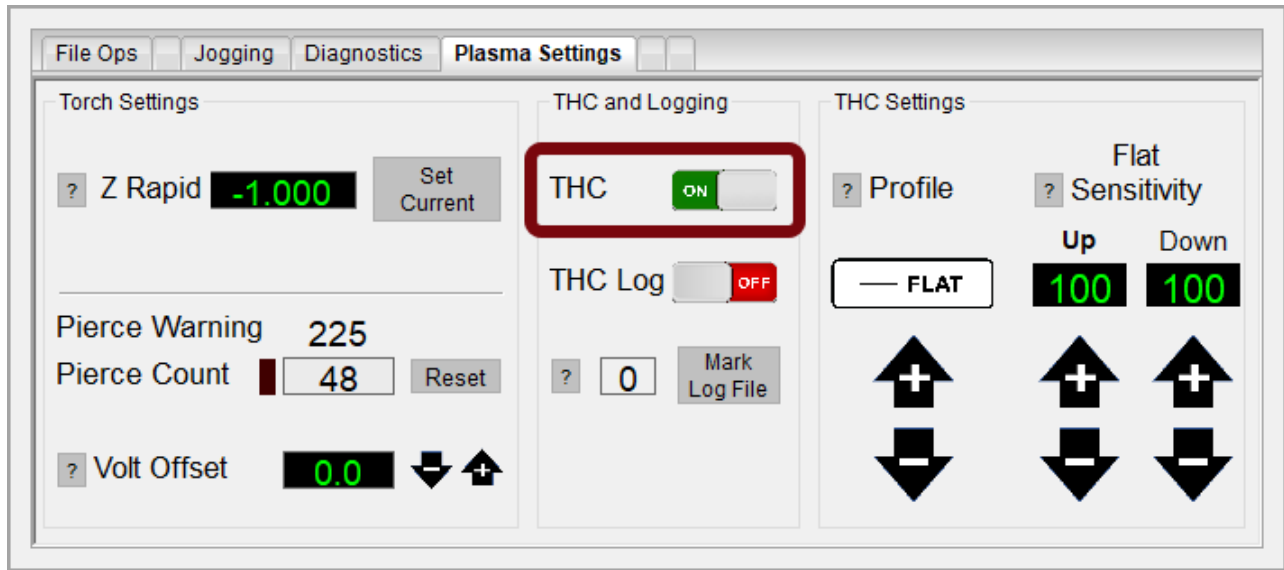 File Ops Jogging Diagnostics Plasma Settings
Torch Settings
? Z Rapid -1.000 Set Current
Pierce Warning 225
Pierce Count 48 Reset
? Volt Offset 0.0 - +
THC and Logging
THC ON
THC Log OFF
? 0 Mark Log File
THC Settings
? Profile
— FLAT
+
-
Flat
? Sensitivity
Up Down
100 100
+ +
- -